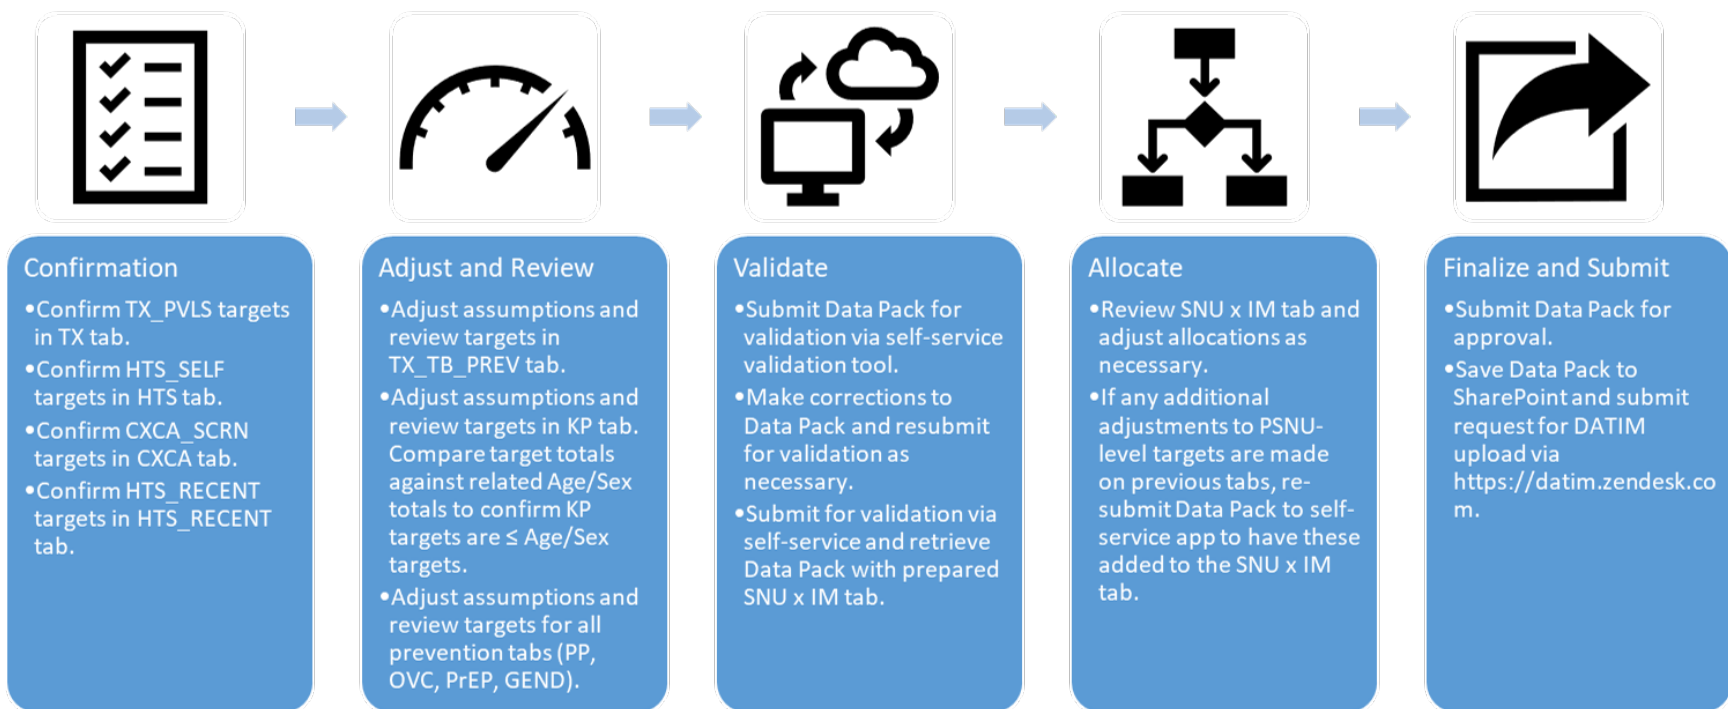 Confirmation
•Confirm TX_PVLS targets
in TX tab.
•Confirm HTS_SELF
targets in HTS tab.
•Confirm CXCA_SCRN
targets in CXCA tab.
•Confirm HTS_RECENT
targets in HTS_RECENT
tab.
Adjust and Review
•Adjust assumptions and
review targets in
TX_TB_PREV tab.
•Adjust assumptions and
review targets in KP tab.
Compare target totals
against related Age/Sex
totals to confirm KP
targets are ≤ Age/Sex
targets.
•Adjust assumptions and
review targets for all
prevention tabs (PP,
OVC, PrEP, GEND).
Validate
•Submit Data Pack for
validation via self-service
validation tool.
•Make corrections to
Data Pack and resubmit
for validation as
necessary.
•Submit for validation via
self-service and retrieve
Data Pack with prepared
SNU x IM tab.
Allocate
•Review SNU x IM tab and
adjust allocations as
necessary.
•If any additional
adjustments to PSNU-
level targets are made
on previous tabs, re-
submit Data Pack to self-
service app to have these
added to the SNU x IM
tab.
Finalize and Submit
•Submit Data Pack for
approval.
•Save Data Pack to
SharePoint and submit
request for DATIM
upload via
https://datim.zendesk.co
m.